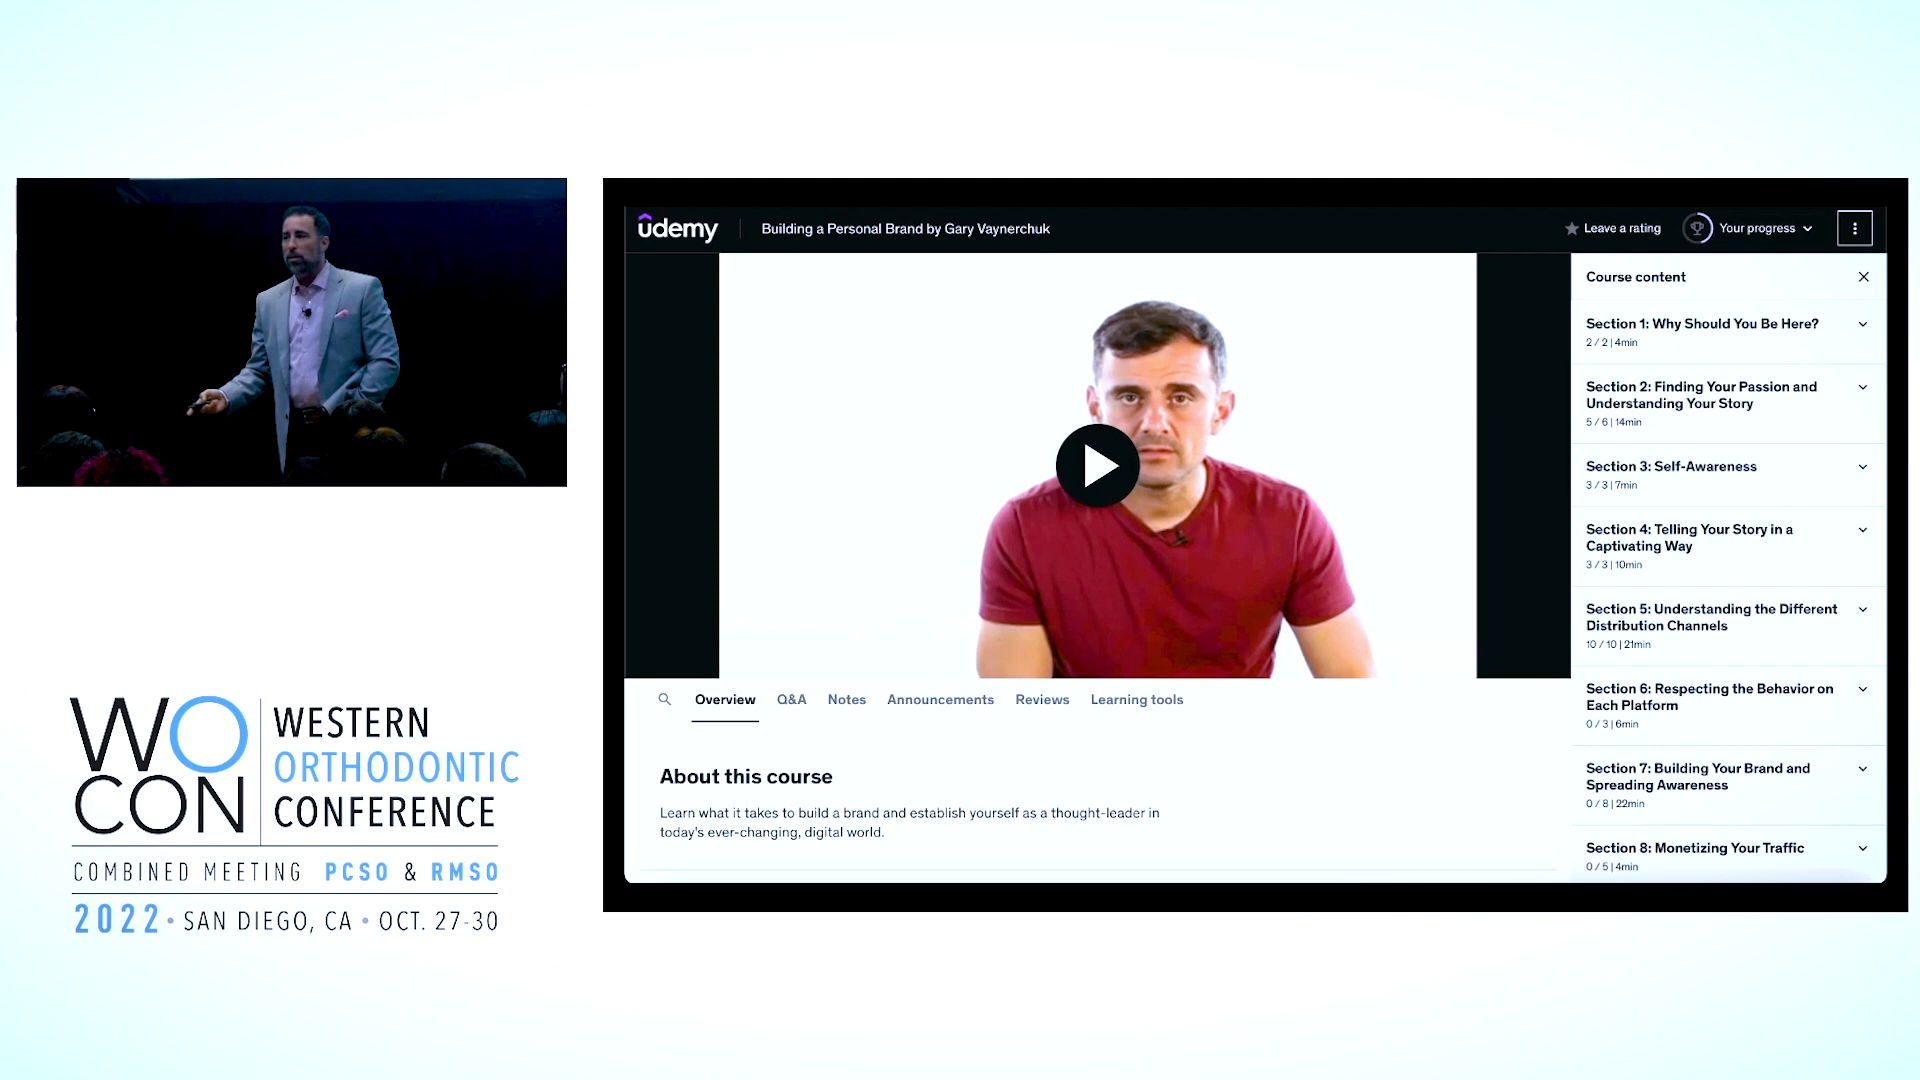 WO
CON
WESTERN
ORTHODONTIC
CONFERENCE
COMBINED MEETING PCSO & RMSO
2022 • SAN DIEGO, CA • OCT. 27-30
udemy
Building a Personal Brand by Gary Vaynerchuk
Leave a rating
Your progress
Course content
Section 1: Why Should You Be Here?
2 / 2 | 4min
Section 2: Finding Your Passion and
Understanding Your Story
5 / 6 | 14min
Section 3: Self-Awareness
3 / 3 | 7min
Section 4: Telling Your Story in a
Captivating Way
3 / 3 | 10min
Section 5: Understanding the Different
Distribution Channels
10 / 10 | 21min
Section 6: Respecting the Behavior on
Each Platform
0 / 3 | 6min
Section 7: Building Your Brand and
Spreading Awareness
0 / 8 | 22min
Section 8: Monetizing Your Traffic
0 / 5 | 4min
Overview
Q&A
Notes
Announcements
Reviews
Learning tools
About this course
Learn what it takes to build a brand and establish yourself as a thought-leader in
today's ever-changing, digital world.